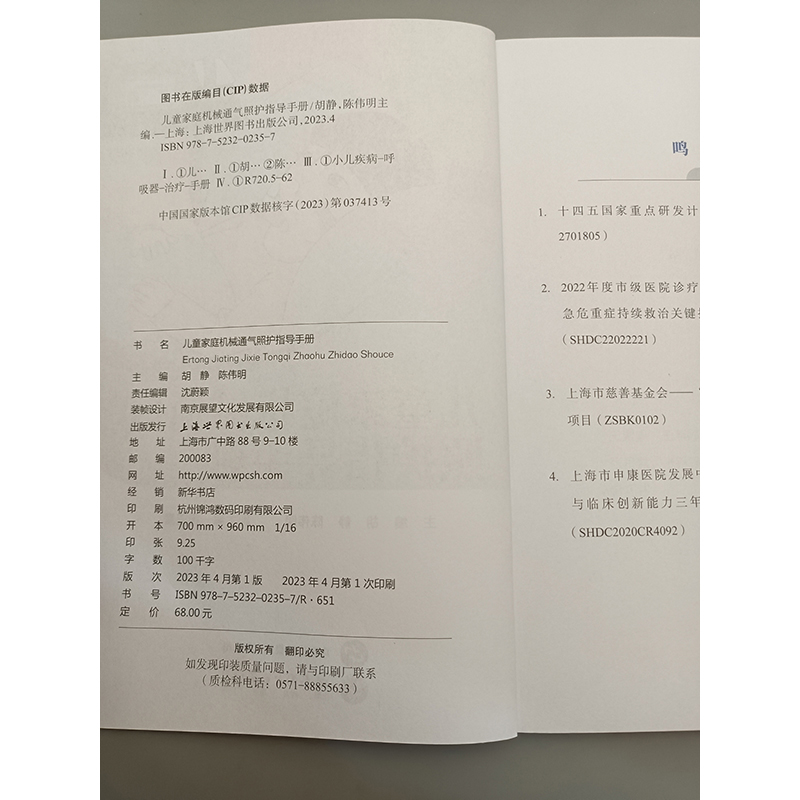 图书在版编目(CIP)数据
儿童家庭机械通气照护指导手册/胡静,陈伟明主
编.—上海:上海世界图书出版公司,2023.4
ISBN 978-7-5232-0235-7
Ⅰ.①儿… Ⅱ.①胡…②陈… Ⅲ.①小儿疾病-呼
吸器-治疗-手册 Ⅳ.①R720.5-62
中国国家版本馆CIP数据核字(2023)第037413号
书 名 儿童家庭机械通气照护指导手册
Ertong Jiating Jixie Tongqi Zhaohu Zhidao Shouce
主 编 胡 静 陈伟明
责任编辑 沈蔚颖
装帧设计 南京展望文化发展有限公司
出版发行 上海世界图书出版公司
地 址 上海市广中路88号9-10楼
邮 编 200083
网 址 http://www.wpcsh.com
经 销 新华书店
印 刷 杭州锦鸿数码印刷有限公司
开 本 700 mm × 960 mm 1/16
印 张 9.25
字 数 100千字
版 次 2023年4月第1版 2023年4月第1次印刷
书 号 ISBN 978-7-5232-0235-7/R·651
定 价 68.00元
版权所有 翻印必究
如发现印装质量问题,请与印刷厂联系
(质检科电话:0571-88855633)
鸣
1. 十四五国家重点研发计
2701805)
2. 2022年度市级医院诊疗
急危重症持续救治关键
(SHDC22022221)
3. 上海市慈善基金会——
项目(ZSBK0102)
4. 上海市申康医院发展中
与临床创新能力三年
(SHDC2020CR4092)